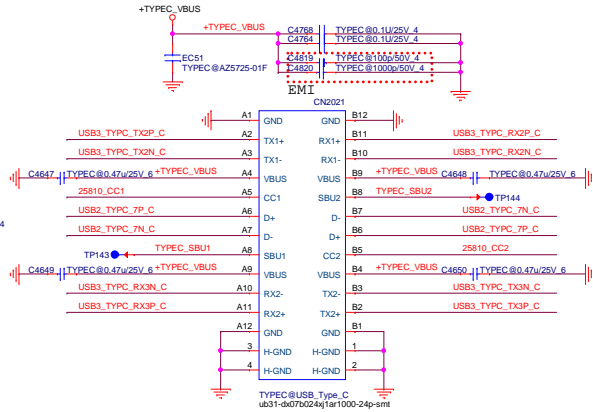 +TYPEC_VBUS
+TYPEC_VBUS
C4768 TYPEC@0.1U/25V_4
C4764 TYPEC@0.1U/25V_4
C4819 TYPEC@100p/50V_4
C4820 TYPEC@1000p/50V_4
EC51
TYPEC@AZ5725-01F
EMI
CN2021
A1 GND GND B12
USB3_TYPC_TX2P_C A2 TX1+ RX1+ B11 USB3_TYPC_RX2P_C
USB3_TYPC_TX2N_C A3 TX1- RX1- B10 USB3_TYPC_RX2N_C
C4647 TYPEC@0.47u/25V_6 +TYPEC_VBUS A4 VBUS VBUS B9 +TYPEC_VBUS C4648 TYPEC@0.47u/25V_6
25810_CC1 A5 CC1 SBU2 B8 TYPEC_SBU2 TP144
USB2_TYPC_7P_C A6 D+ D- B7 USB2_TYPC_7N_C
4
USB2_TYPC_7N_C A7 D- D+ B6 USB2_TYPC_7P_C
TP143 TYPEC_SBU1 A8 SBU1 CC2 B5 25810_CC2
C4649 TYPEC@0.47u/25V_6 +TYPEC_VBUS A9 VBUS VBUS B4 +TYPEC_VBUS C4650 TYPEC@0.47u/25V_6
USB3_TYPC_RX3N_C A10 RX2- TX2- B3 USB3_TYPC_TX3N_C
USB3_TYPC_RX3P_C A11 RX2+ TX2+ B2 USB3_TYPC_TX3P_C
A12 GND GND B1
3 H-GND H-GND 1
4 H-GND H-GND 2
TYPEC@USB_Type_C
ub31-dx07b024xj1ar1000-24p-smt